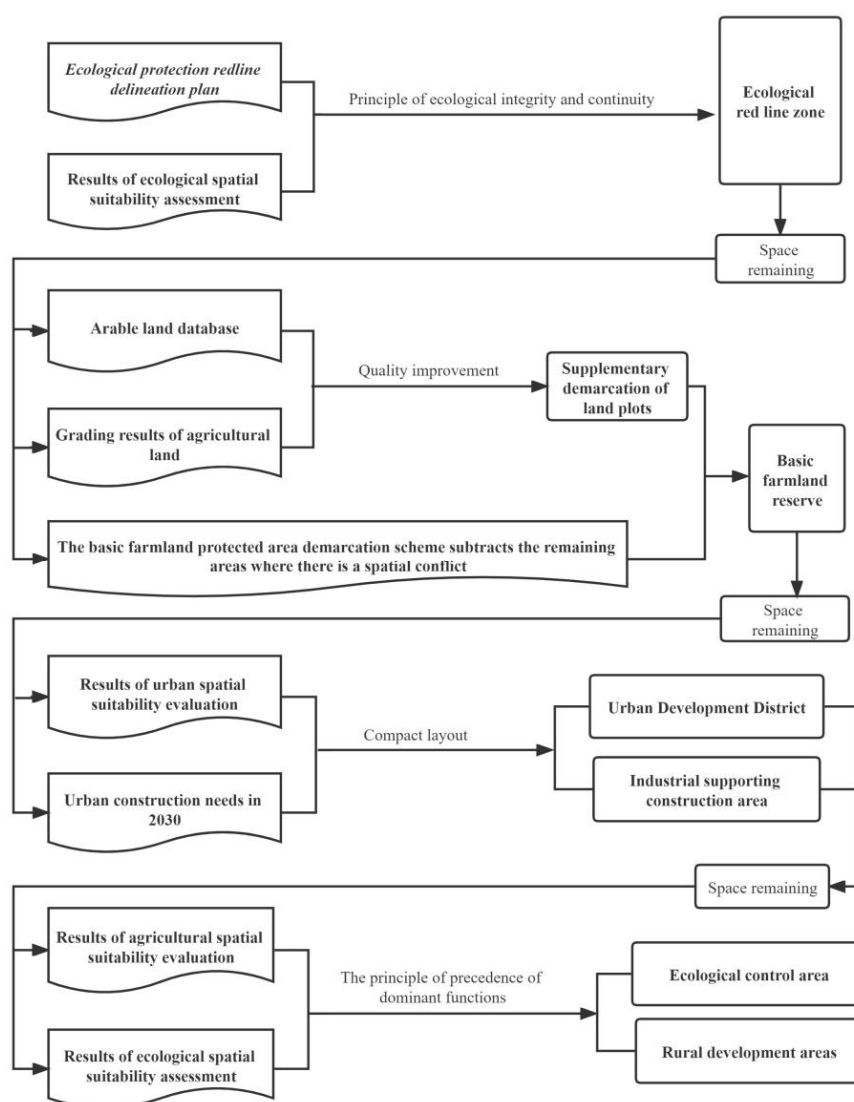 Ecological protection redline
delineation plan
Principle of ecological integrity and continuity
Ecological
red line zone
Results of ecological spatial
suitability assessment
Space
remaining
Arable land database
Quality improvement
Supplementary
demarcation of
land plots
Grading results of agricultural
land
Basic
farmland
reserve
The basic farmland protected area demarcation scheme subtracts the remaining
areas where there is a spatial conflict
Space
remaining
Results of urban spatial
suitability evaluation
Urban Development District
Compact layout
Urban construction needs in
2030
Industrial supporting
construction area
Space remaining
Results of agricultural spatial
suitability evaluation
The principle of precedence of
dominant functions
Ecological control area
Results of ecological spatial
suitability assessment
Rural development areas